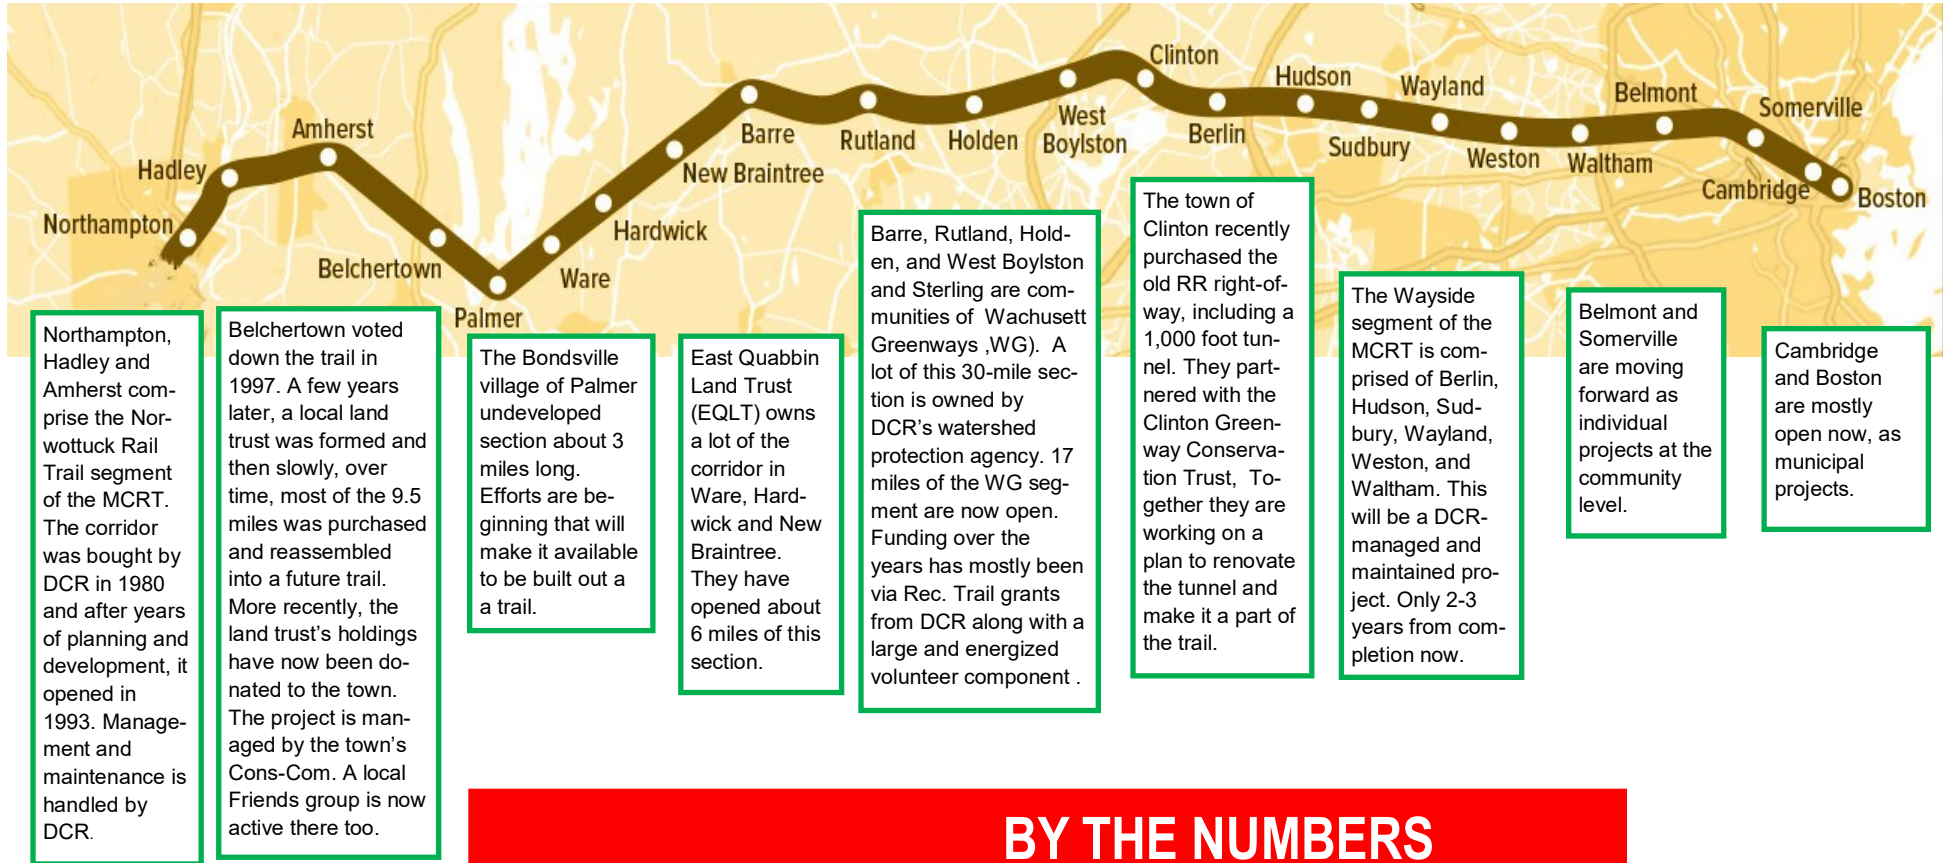 Clinton
Hudson
Wayland
Belmont
Somerville
Amherst
Barre
Rutland
Holden
West
Boylston
Berlin
Sudbury
Weston
Waltham
Hadley
New Braintree
Cambridge
Boston
Northampton
Hardwick
Belchertown
Ware
Palmer
Northampton,
Hadley and
Amherst com-
prise the Nor-
wottuck Rail
Trail segment
of the MCRT.
The corridor
was bought by
DCR in 1980
and after years
of planning and
development, it
opened in
1993. Manage-
ment and
maintenance is
handled by
DCR.
Belchertown voted
down the trail in
1997. A few years
later, a local land
trust was formed and
then slowly, over
time, most of the 9.5
miles was purchased
and reassembled
into a future trail.
More recently, the
land trust's holdings
have now been do-
nated to the town.
The project is man-
aged by the town's
Cons-Com. A local
Friends group is now
active there too.
The Bondsville
village of Palmer
undeveloped
section about 3
miles long.
Efforts are be-
ginning that will
make it available
to be built out a
a trail.
East Quabbin
Land Trust
(EQLT) owns
a lot of the
corridor in
Ware, Hard-
wick and New
Braintree.
They have
opened about
6 miles of this
section.
Barre, Rutland, Hold-
en, and West Boylston
and Sterling are com-
munities of Wachusett
Greenways ,WG). A
lot of this 30-mile sec-
tion is owned by
DCR's watershed
protection agency. 17
miles of the WG seg-
ment are now open.
Funding over the
years has mostly been
via Rec. Trail grants
from DCR along with a
large and energized
volunteer component .
The town of
Clinton recently
purchased the
old RR right-of-
way, including a
1,000 foot tun-
nel. They part-
nered with the
Clinton Green-
way Conserva-
tion Trust, To-
gether they are
working on a
plan to renovate
the tunnel and
make it a part of
the trail.
The Wayside
segment of the
MCRT is com-
prised of Berlin,
Hudson, Sud-
bury, Wayland,
Weston, and
Waltham. This
will be a DCR-
managed and
maintained pro-
ject. Only 2-3
years from com-
pletion now.
Belmont and
Somerville
are moving
forward as
individual
projects at the
community
level.
Cambridge
and Boston
are mostly
open now, as
municipal
projects.
BY THE NUMBERS